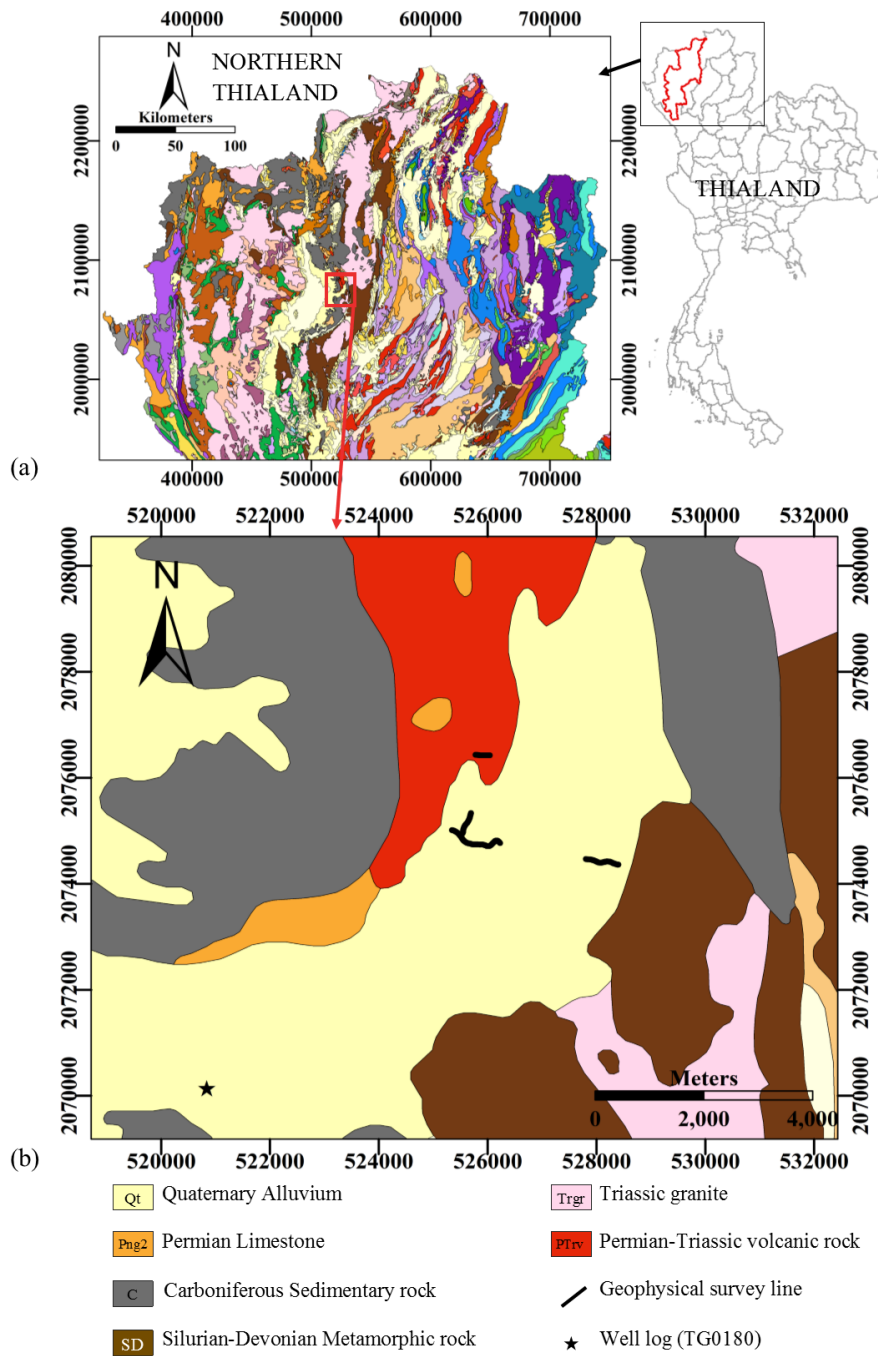 400000 500000 600000 700000
N
NORTHERN
THIALAND
Kilometers
0 50 100
2200000
2100000
2000000
2200000
2100000
2000000
400000 500000 600000 700000
THIALAND
(a)
520000 522000 524000 526000 528000 530000 532000
N
2080000
2078000
2076000
2074000
2072000
2070000
2080000
2078000
2076000
2074000
2072000
2070000
Meters
0 2,000 4,000
520000 522000 524000 526000 528000 530000 532000
(b)
Qt Quaternary Alluvium
Trgr Triassic granite
Png2 Permian Limestone
PTrv Permian-Triassic volcanic rock
C Carboniferous Sedimentary rock
Geophysical survey line
SD Silurian-Devonian Metamorphic rock
Well log (TG0180)